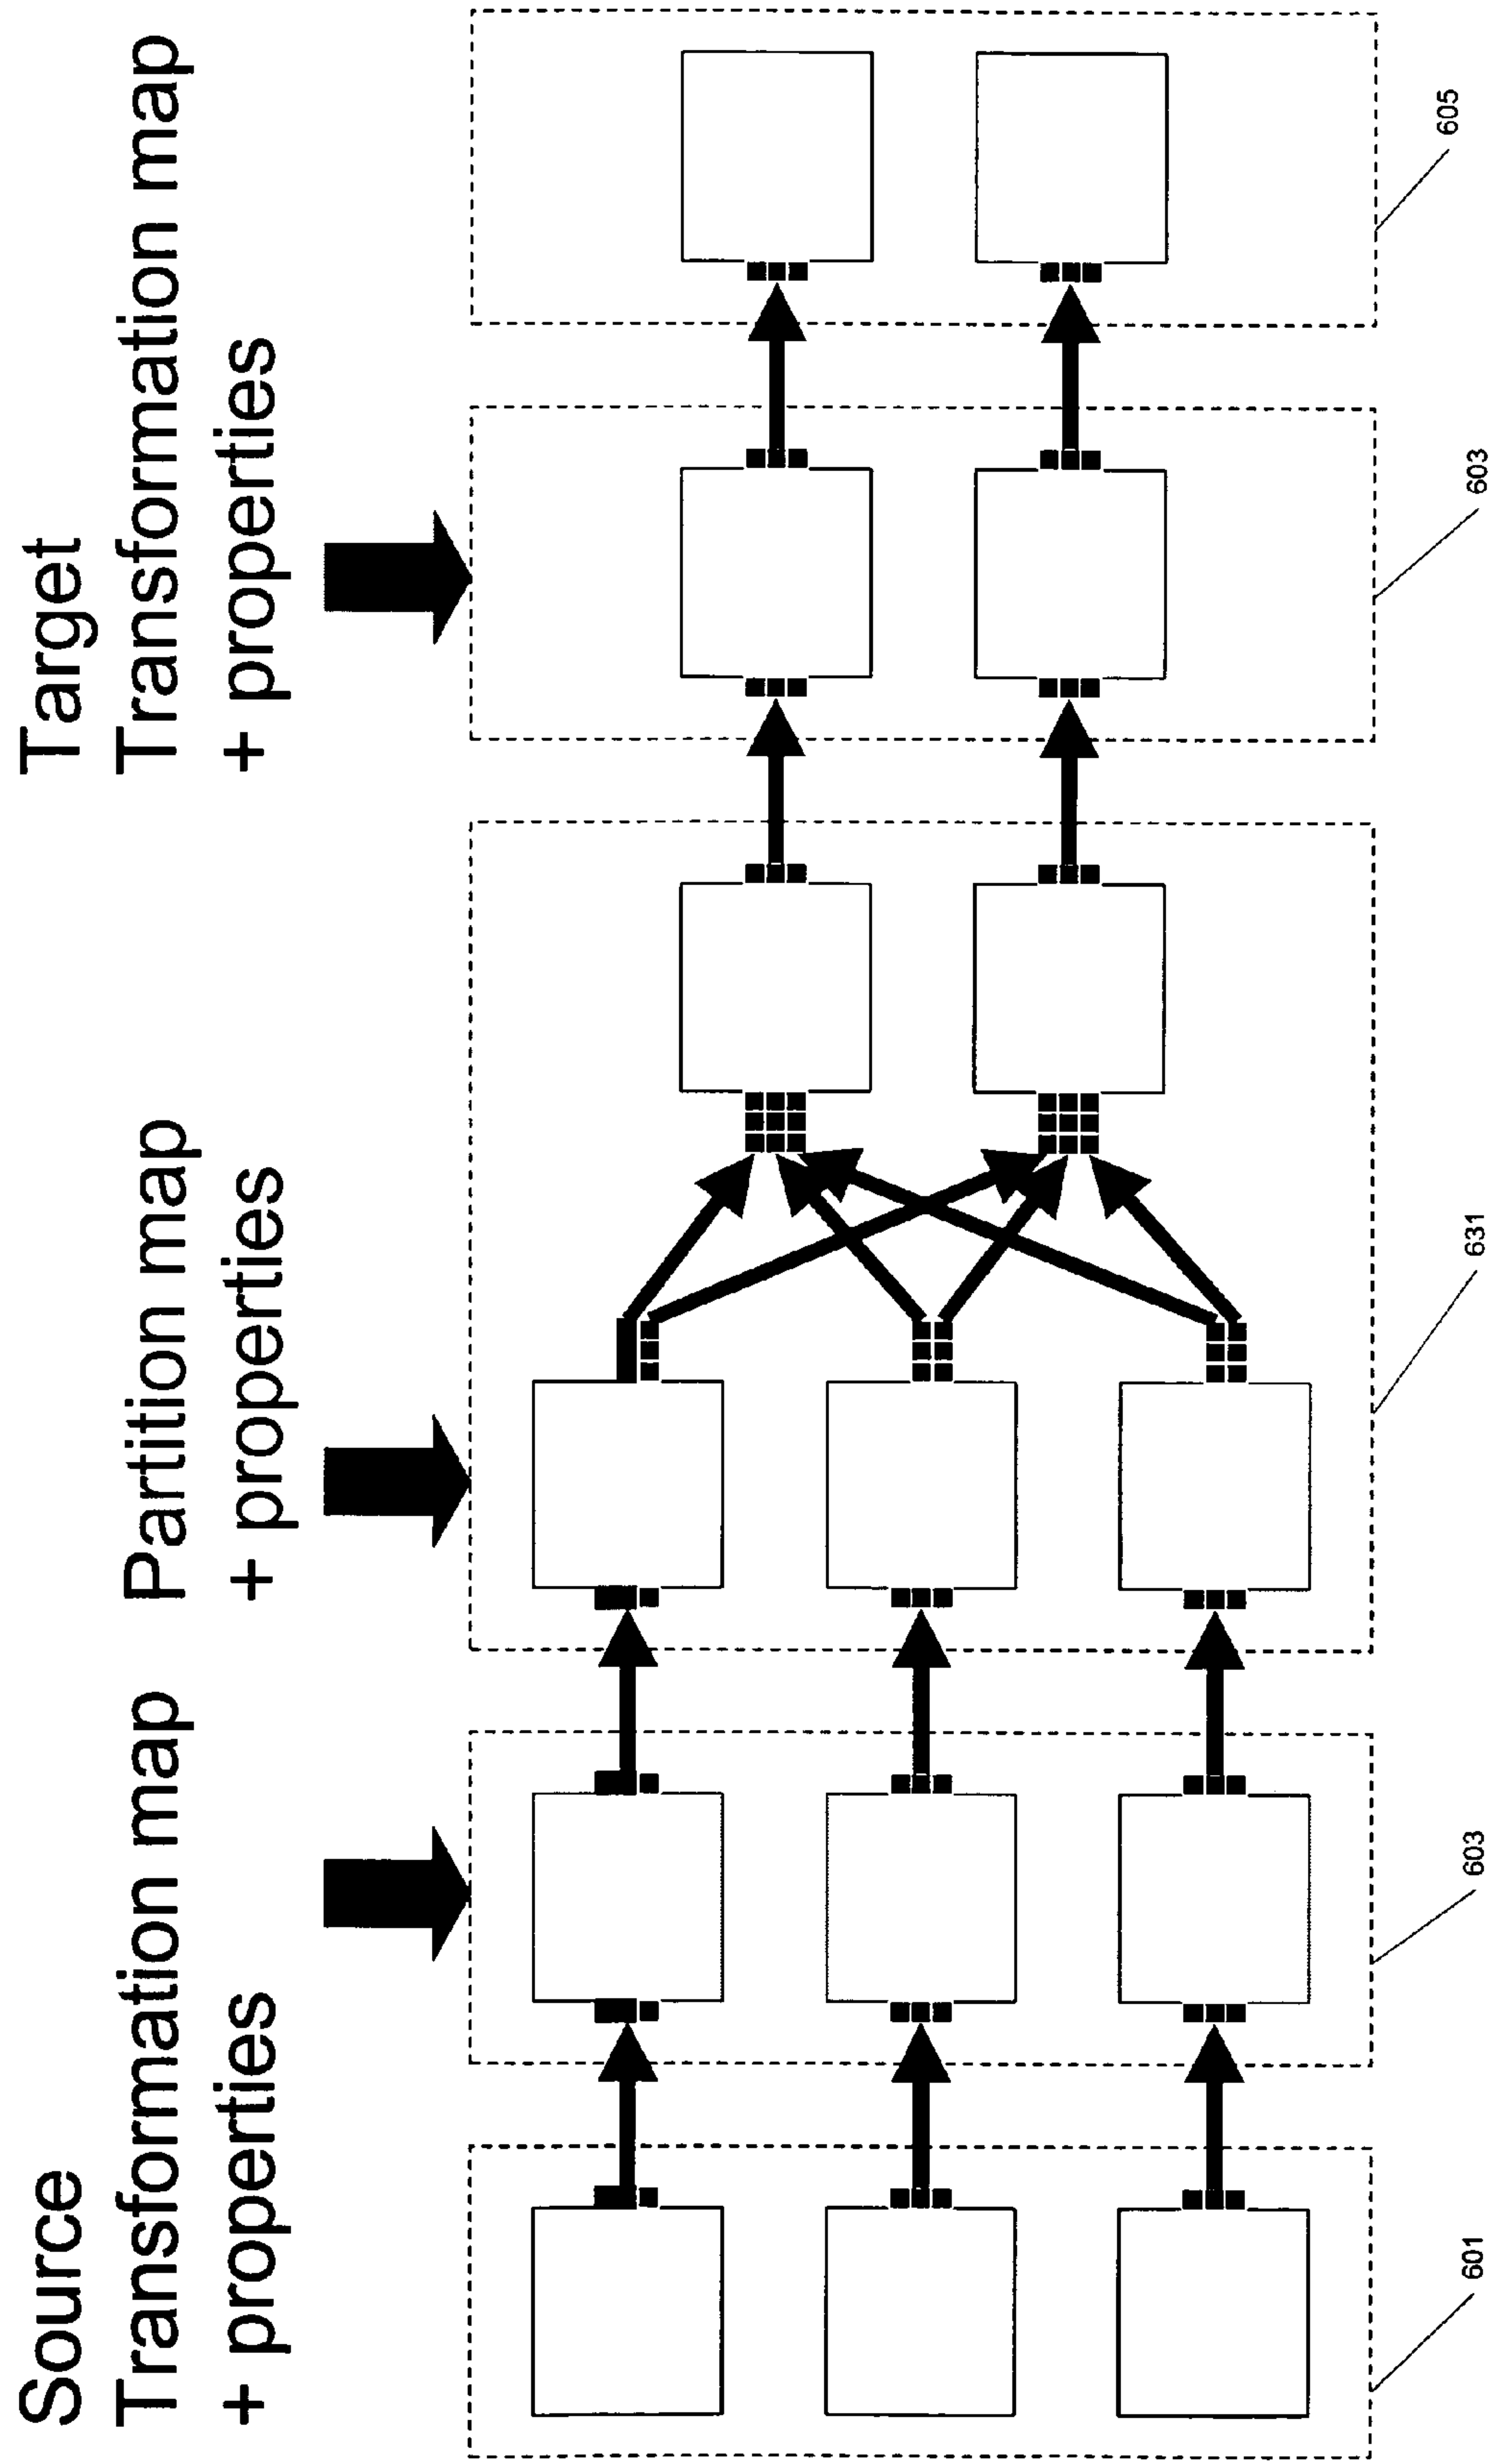 Source
Transformation map
+ properties
Partition map
+ properties
Target
Transformation map
+ properties
601
603
631
603
605